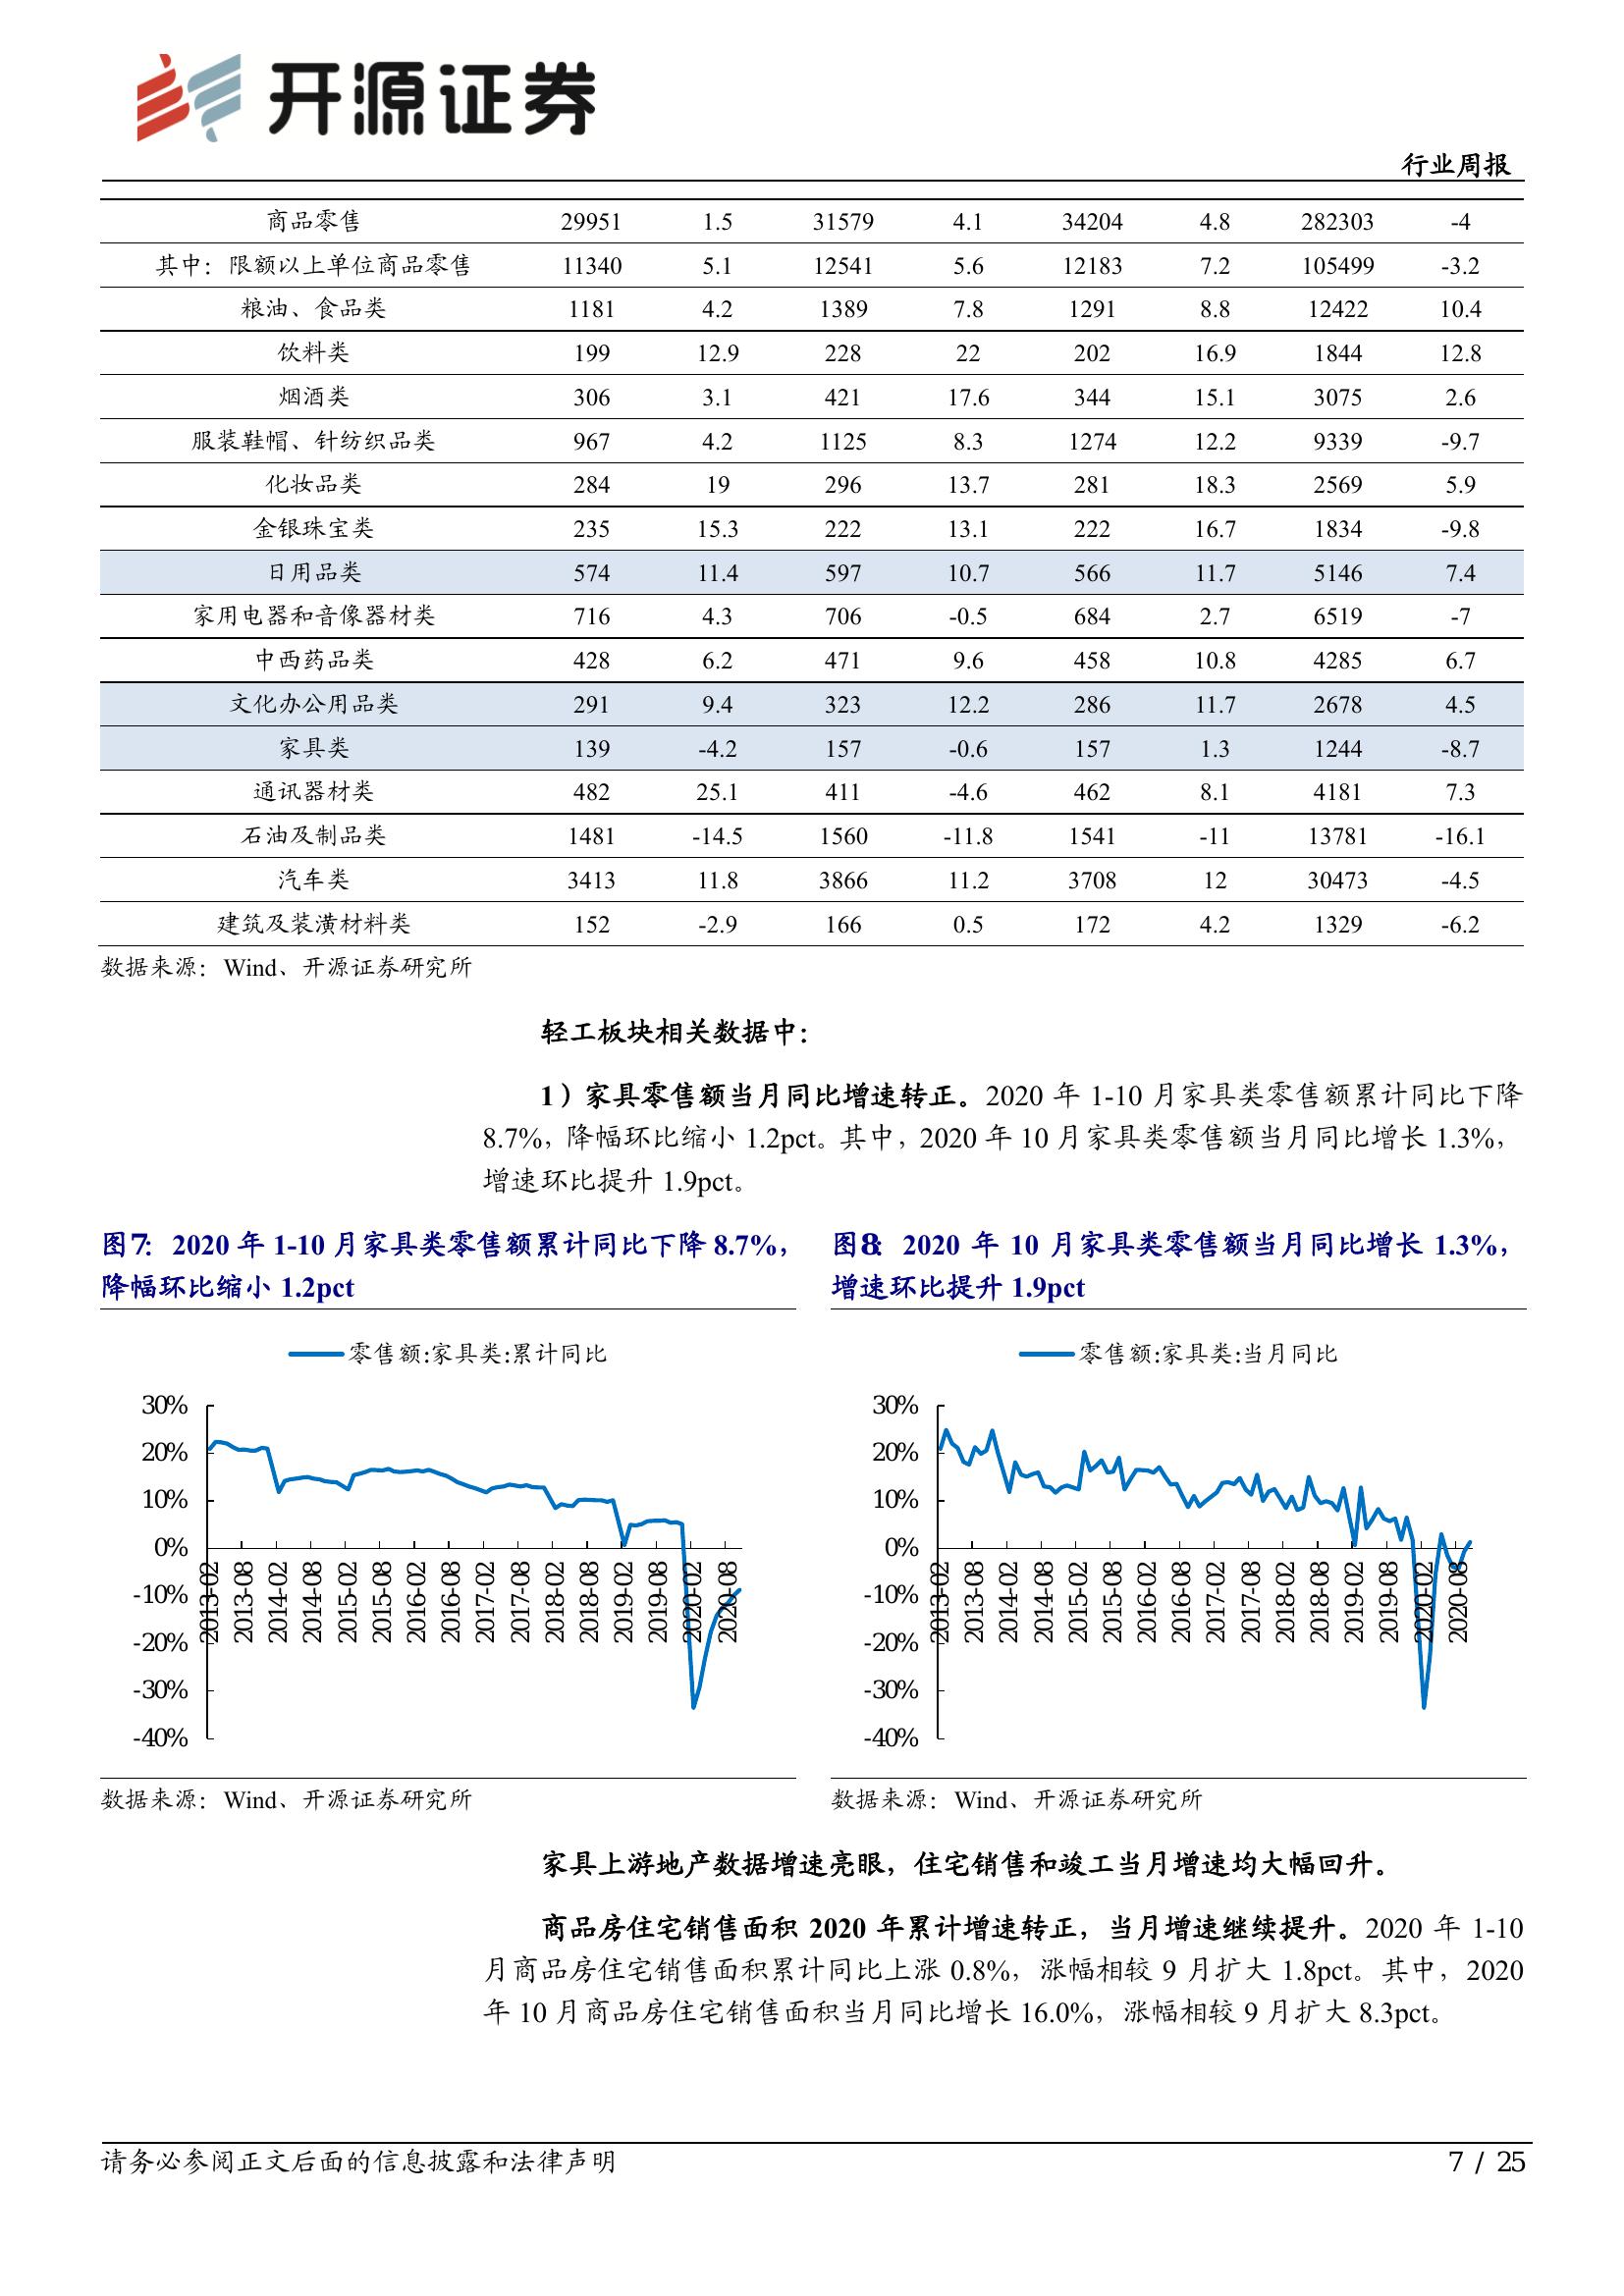 开源证券
行业周报
商品零售 29951 1.5 31579 4.1 34204 4.8 282303 -4
其中：限额以上单位商品零售 11340 5.1 12541 5.6 12183 7.2 105499 -3.2
粮油、食品类 1181 4.2 1389 7.8 1291 8.8 12422 10.4
饮料类 199 12.9 228 22 202 16.9 1844 12.8
烟酒类 306 3.1 421 17.6 344 15.1 3075 2.6
服装鞋帽、针纺织品类 967 4.2 1125 8.3 1274 12.2 9339 -9.7
化妆品类 284 19 296 13.7 281 18.3 2569 5.9
金银珠宝类 235 15.3 222 13.1 222 16.7 1834 -9.8
日用品类 574 11.4 597 10.7 566 11.7 5146 7.4
家用电器和音像器材类 716 4.3 706 -0.5 684 2.7 6519 -7
中西药品类 428 6.2 471 9.6 458 10.8 4285 6.7
文化办公用品类 291 9.4 323 12.2 286 11.7 2678 4.5
家具类 139 -4.2 157 -0.6 157 1.3 1244 -8.7
通讯器材类 482 25.1 411 -4.6 462 8.1 4181 7.3
石油及制品类 1481 -14.5 1560 -11.8 1541 -11 13781 -16.1
汽车类 3413 11.8 3866 11.2 3708 12 30473 -4.5
建筑及装潢材料类 152 -2.9 166 0.5 172 4.2 1329 -6.2
数据来源：Wind、开源证券研究所
轻工板块相关数据中：
1）家具零售额当月同比增速转正。2020 年 1-10 月家具类零售额累计同比下降
8.7%，降幅环比缩小 1.2pct。其中，2020 年 10 月家具类零售额当月同比增长 1.3%，
增速环比提升 1.9pct。
图7：2020 年 1-10 月家具类零售额累计同比下降 8.7%，
降幅环比缩小 1.2pct
零售额:家具类:累计同比
30%
20%
10%
0%
-10%
-20%
-30%
-40%
2013-02 2013-08 2014-02 2014-08 2015-02 2015-08 2016-02 2016-08 2017-02 2017-08 2018-02 2018-08 2019-02 2019-08 2020-02 2020-08
数据来源：Wind、开源证券研究所
图8：2020 年 10 月家具类零售额当月同比增长 1.3%，
增速环比提升 1.9pct
零售额:家具类:当月同比
30%
20%
10%
0%
-10%
-20%
-30%
-40%
2013-02 2013-08 2014-02 2014-08 2015-02 2015-08 2016-02 2016-08 2017-02 2017-08 2018-02 2018-08 2019-02 2019-08 2020-02 2020-08
数据来源：Wind、开源证券研究所
家具上游地产数据增速亮眼，住宅销售和竣工当月增速均大幅回升。
商品房住宅销售面积 2020 年累计增速转正，当月增速继续提升。2020 年 1-10
月商品房住宅销售面积累计同比上涨 0.8%，涨幅相较 9 月扩大 1.8pct。其中，2020
年 10 月商品房住宅销售面积当月同比增长 16.0%，涨幅相较 9 月扩大 8.3pct。
请务必参阅正文后面的信息披露和法律声明
7 / 25